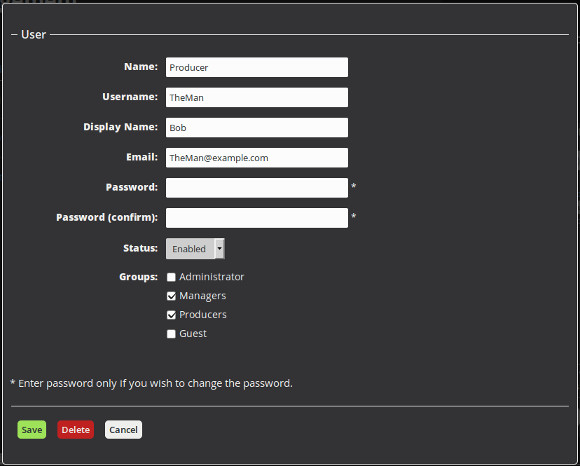 User
Name: Producer
Username: TheMan
Display Name: Bob
Email: TheMan@example.com
Password: *
Password (confirm): *
Status: Enabled
Groups: Administrator
Managers
Producers
Guest
* Enter password only if you wish to change the password.
Save Delete Cancel